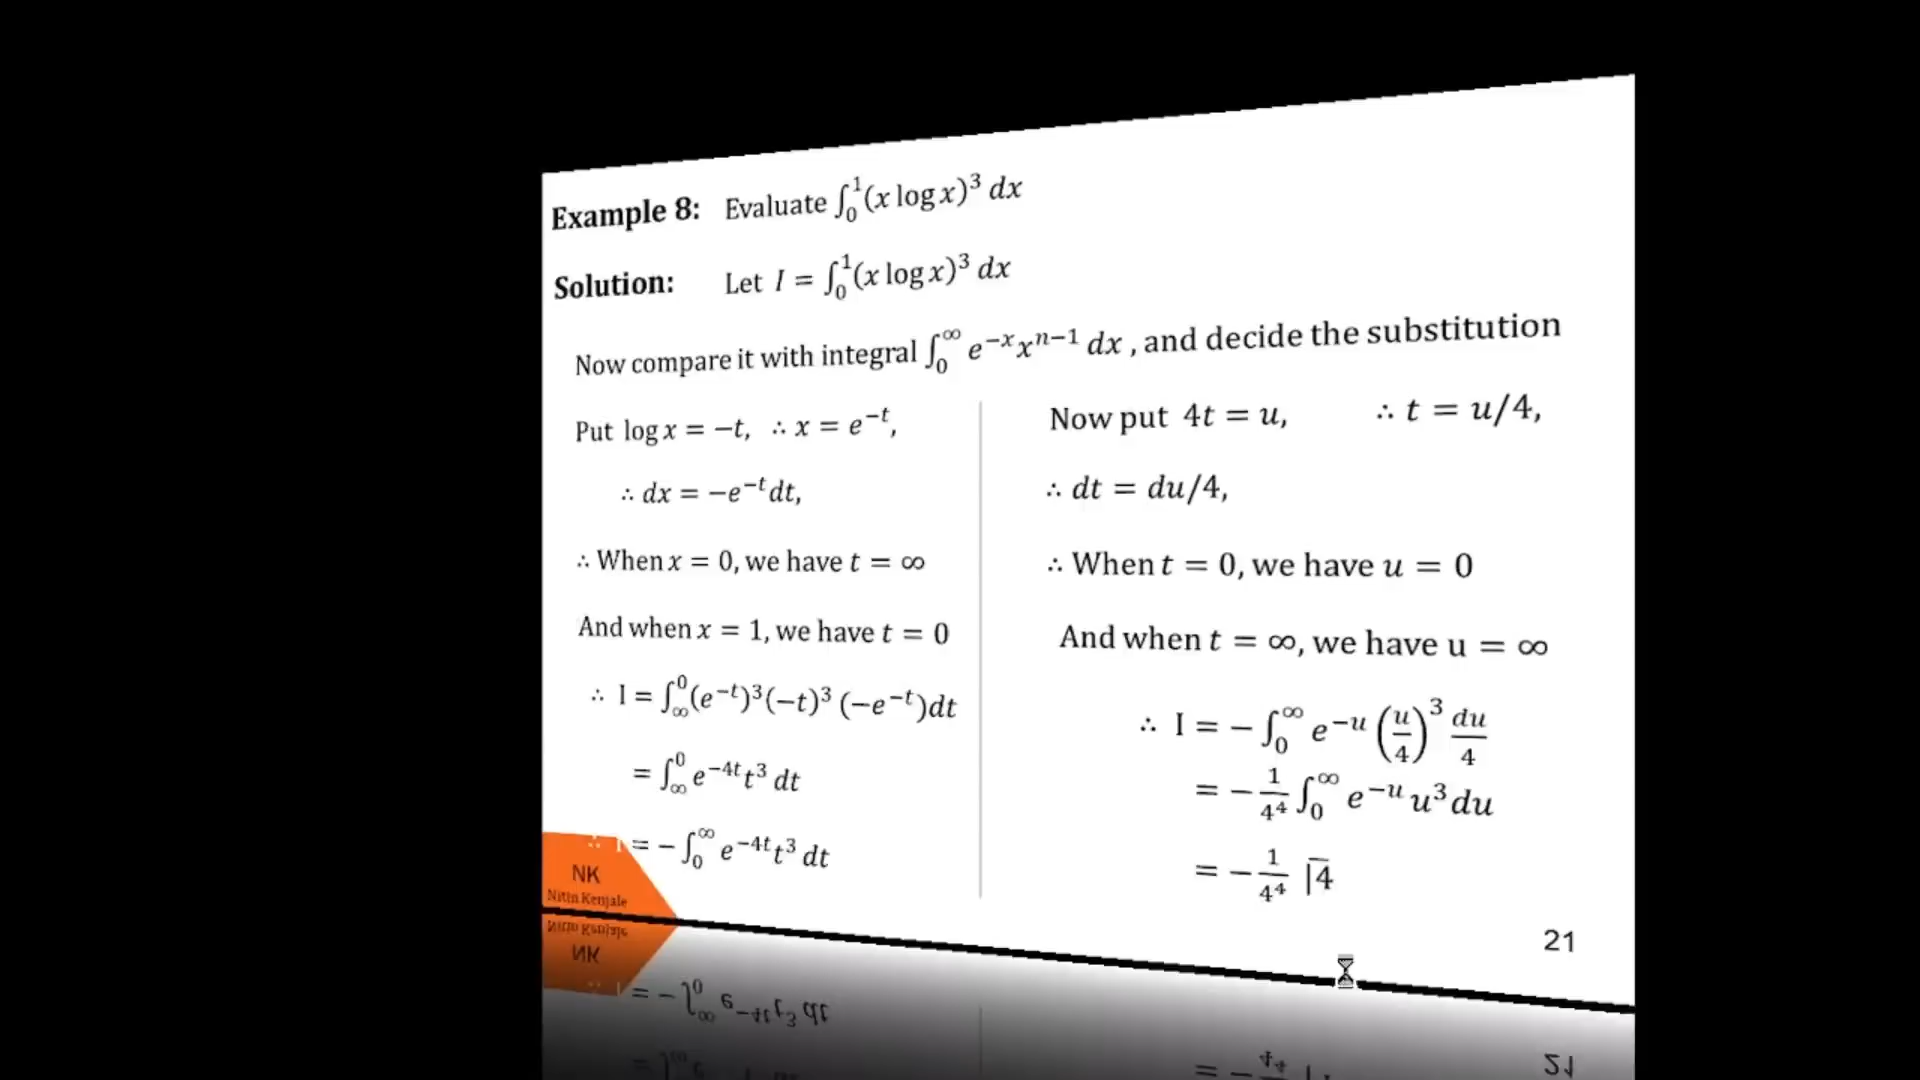 Example 8: Evaluate ∫₀¹(x log x)³ dx
Solution: Let I = ∫₀¹(x log x)³ dx
Now compare it with integral ∫₀^∞ e^{−x}x^{n−1} dx , and decide the substitution
Put log x = −t, ∴ x = e^{−t},
∴ dx = −e^{−t}dt,
∴ When x = 0, we have t = ∞
And when x = 1, we have t = 0
∴ I = ∫_∞^0 (e^{−t})³(−t)³ (−e^{−t})dt
= ∫_∞^0 e^{−4t}t³ dt
∴ I = − ∫₀^∞ e^{−4t}t³ dt
Now put 4t = u, ∴ t = u/4,
∴ dt = du/4,
∴ When t = 0, we have u = 0
And when t = ∞, we have u = ∞
∴ I = − ∫₀^∞ e^{−u} (u/4)³ du/4
= − 1/4⁴ ∫₀^∞ e^{−u} u³du
= − 1/4⁴ ⎾4
NK
Nitin Kenjale
21